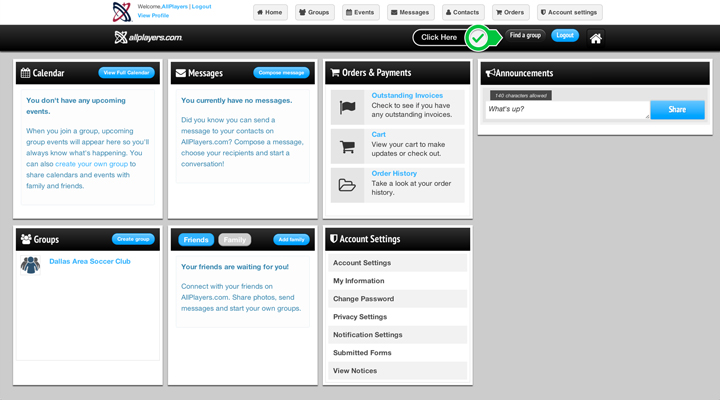 Welcome,AllPlayers | Logout
View Profile
Home
Groups
Events
Messages
Contacts
Orders
Account settings
allplayers.com
Click Here
Find a group
Logout
Calendar
View Full Calendar
You don't have any upcoming
events.
When you join a group, upcoming
group events will appear here so you'll
always know what's happening. You
can also create your own group to
share calendars and events with
family and friends.
Messages
Compose message
You currently have no messages.
Did you know you can send a
message to your contacts on
AllPlayers.com? Compose a message,
choose your recipients and start a
conversation!
Orders & Payments
Outstanding Invoices
Check to see if you have
any outstanding invoices.
Cart
View your cart to make
updates or check out.
Order History
Take a look at your order
history.
Announcements
140 characters allowed
What's up?
Share
Groups
Create group
Dallas Area Soccer Club
Friends
Family
Add family
Your friends are waiting for you!
Connect with your friends on
AllPlayers.com. Share photos, send
messages and start your own groups.
Account Settings
Account Settings
My Information
Change Password
Privacy Settings
Notification Settings
Submitted Forms
View Notices